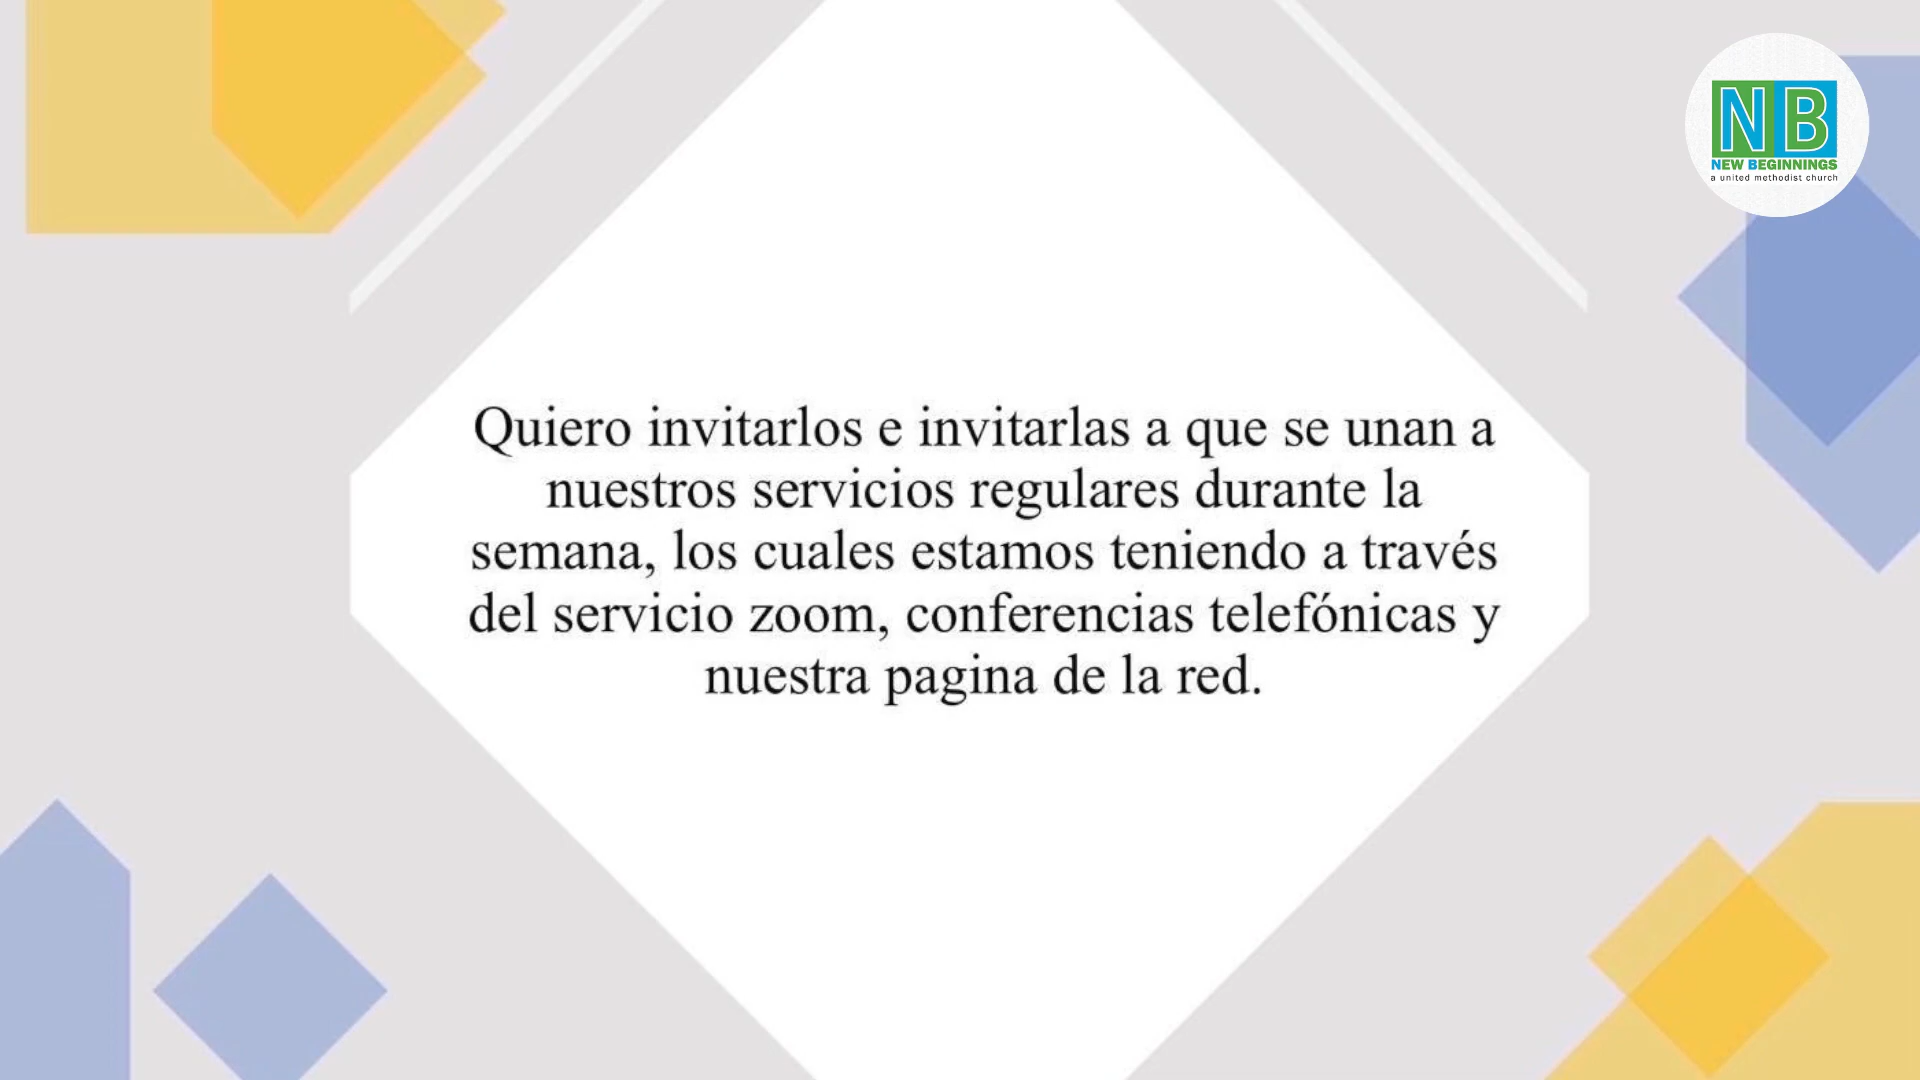 NB
NEW BEGINNINGS
a united methodist church
Quiero invitarlos e invitarlas a que se unan a
nuestros servicios regulares durante la
semana, los cuales estamos teniendo a través
del servicio zoom, conferencias telefónicas y
nuestra pagina de la red.